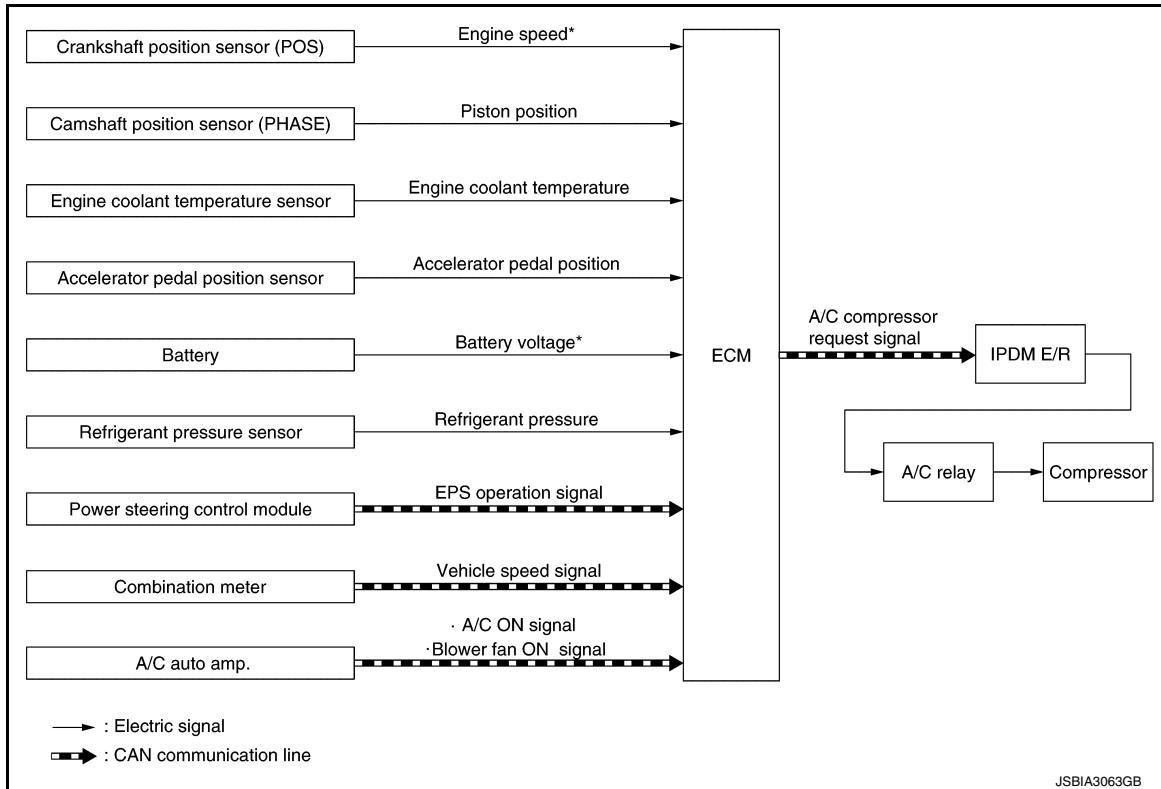 Crankshaft position sensor (POS)
Engine speed*
Camshaft position sensor (PHASE)
Piston position
Engine coolant temperature sensor
Engine coolant temperature
Accelerator pedal position sensor
Accelerator pedal position
Battery
Battery voltage*
Refrigerant pressure sensor
Refrigerant pressure
Power steering control module
EPS operation signal
Combination meter
Vehicle speed signal
A/C auto amp.
· A/C ON signal
·Blower fan ON signal
ECM
A/C compressor
request signal
IPDM E/R
A/C relay
Compressor
: Electric signal
: CAN communication line
JSBIA3063GB